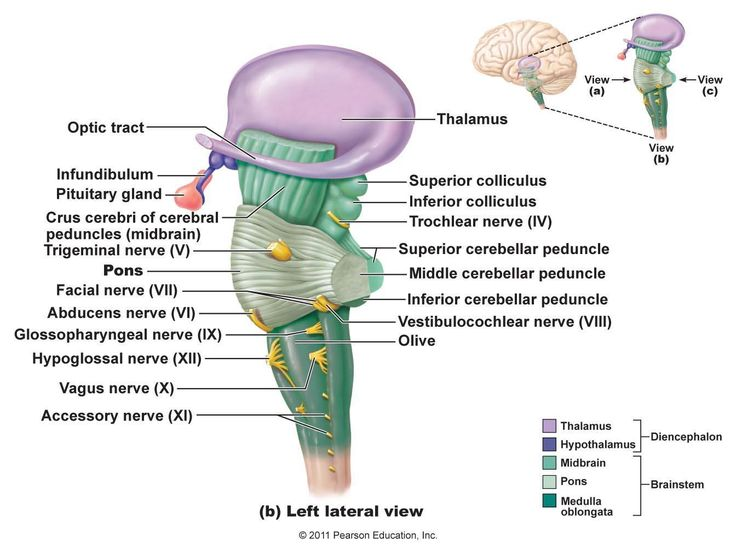 Optic tract
Infundibulum
Pituitary gland
Crus cerebri of cerebral
peduncles (midbrain)
Trigeminal nerve (V)
Pons
Facial nerve (VII)
Abducens nerve (VI)
Glossopharyngeal nerve (IX)
Hypoglossal nerve (XII)
Vagus nerve (X)
Accessory nerve (XI)
Thalamus
Superior colliculus
Inferior colliculus
Trochlear nerve (IV)
Superior cerebellar peduncle
Middle cerebellar peduncle
Inferior cerebellar peduncle
Vestibulocochlear nerve (VIII)
Olive
View
(a)
View
(c)
View
(b)
Thalamus
Hypothalamus
Diencephalon
Midbrain
Pons
Medulla
oblongata
Brainstem
(b) Left lateral view
© 2011 Pearson Education, Inc.